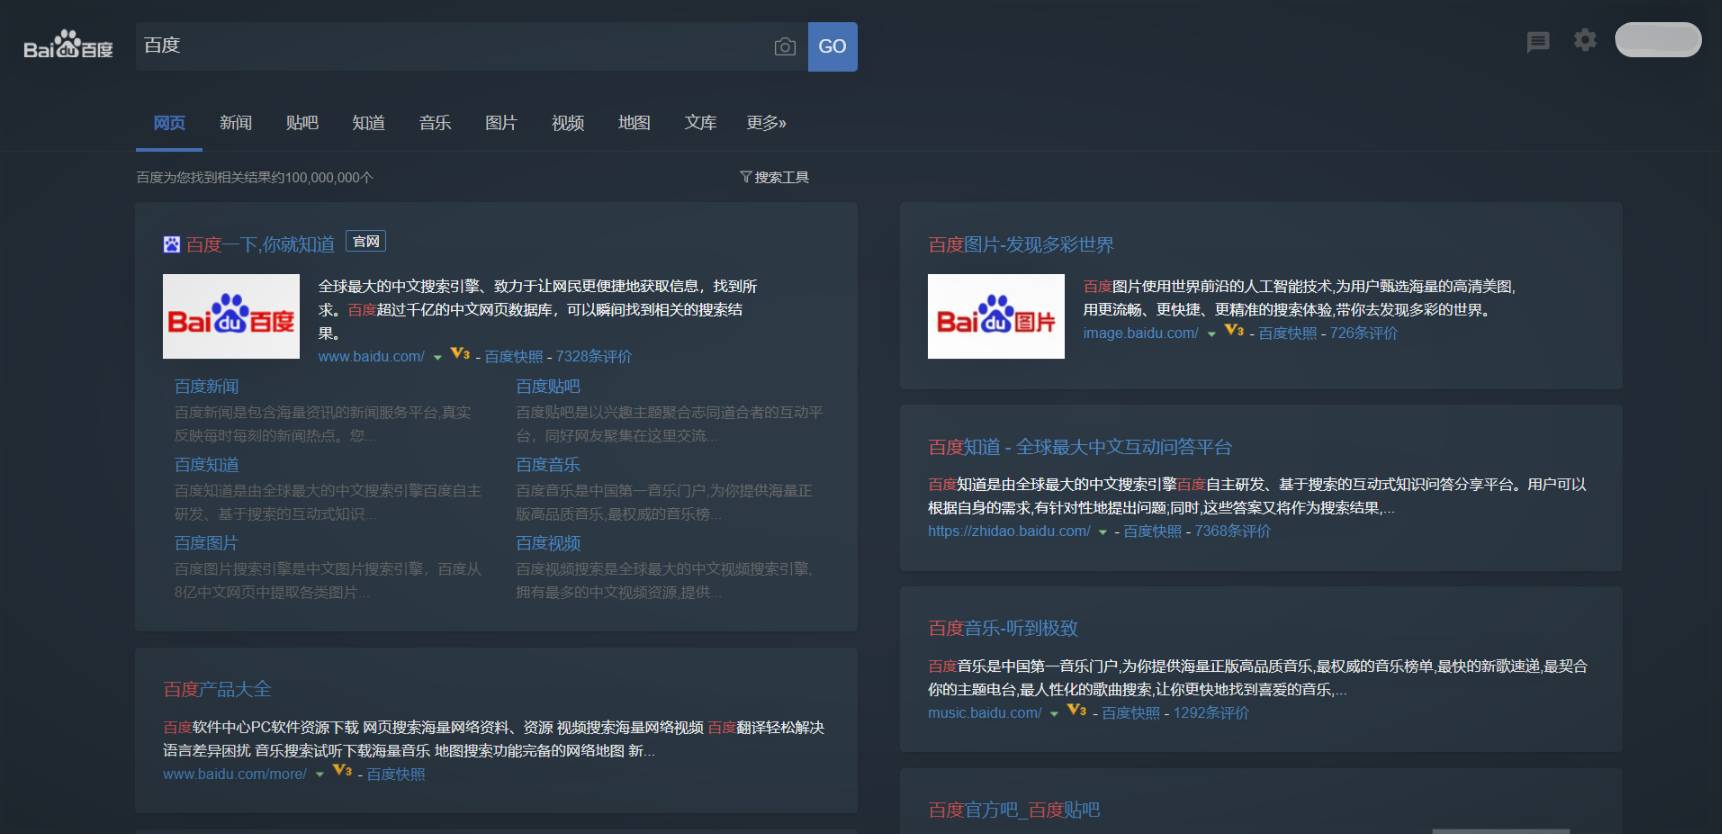 Bai du 百度
百度
GO
网页 新闻 贴吧 知道 音乐 图片 视频 地图 文库 更多»
百度为您找到相关结果约100,000,000个
搜索工具
百度一下,你就知道 官网
Bai du 百度
全球最大的中文搜索引擎、致力于让网民更便捷地获取信息，找到所
求。百度超过千亿的中文网页数据库，可以瞬间找到相关的搜索结
果。
www.baidu.com/ V3 - 百度快照 - 7328条评价
百度新闻
百度新闻是包含海量资讯的新闻服务平台,真实
反映每时每刻的新闻热点。您...
百度贴吧
百度贴吧是以兴趣主题聚合志同道合者的互动平
台，同好网友聚集在这里交流...
百度知道
百度知道是由全球最大的中文搜索引擎百度自主
研发、基于搜索的互动式知识...
百度音乐
百度音乐是中国第一音乐门户,为你提供海量正
版高品质音乐,最权威的音乐榜...
百度图片
百度图片搜索引擎是中文图片搜索引擎，百度从
8亿中文网页中提取各类图片...
百度视频
百度视频搜索是全球最大的中文视频搜索引擎,
拥有最多的中文视频资源,提供...
百度产品大全
百度软件中心PC软件资源下载 网页搜索海量网络资料、资源 视频搜索海量网络视频 百度翻译轻松解决
语言差异困扰 音乐搜索试听下载海量音乐 地图搜索功能完备的网络地图 新...
www.baidu.com/more/ V3 - 百度快照
百度图片-发现多彩世界
Bai du 图片
百度图片使用世界前沿的人工智能技术,为用户甄选海量的高清美图,
用更流畅、更快捷、更精准的搜索体验,带你去发现多彩的世界。
image.baidu.com/ V3 - 百度快照 - 726条评价
百度知道 - 全球最大中文互动问答平台
百度知道是由全球最大的中文搜索引擎百度自主研发、基于搜索的互动式知识问答分享平台。用户可以
根据自身的需求,有针对性地提出问题;同时,这些答案又将作为搜索结果,...
https://zhidao.baidu.com/ - 百度快照 - 7368条评价
百度音乐-听到极致
百度音乐是中国第一音乐门户,为你提供海量正版高品质音乐,最权威的音乐榜单,最快的新歌速递,最契合
你的主题电台,最人性化的歌曲搜索,让你更快地找到喜爱的音乐,...
music.baidu.com/ V3 - 百度快照 - 1292条评价
百度官方吧_百度贴吧